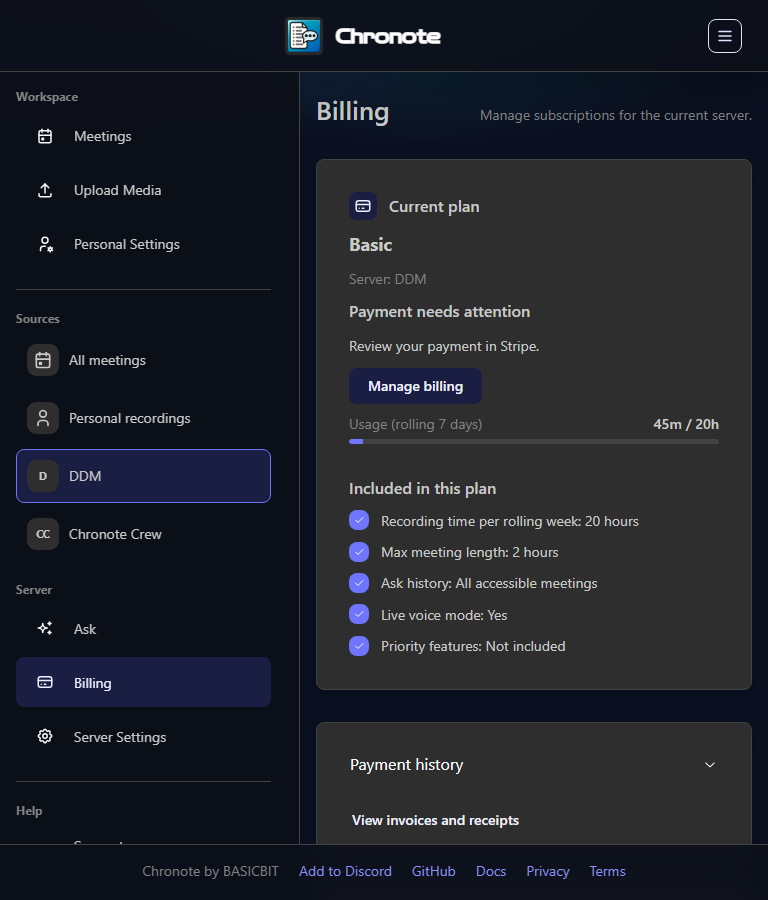 Chronote
Workspace
Meetings
Upload Media
Personal Settings
Sources
All meetings
Personal recordings
D DDM
CC Chronote Crew
Server
Ask
Billing
Server Settings
Help
Billing
Manage subscriptions for the current server.
Current plan
Basic
Server: DDM
Payment needs attention
Review your payment in Stripe.
Manage billing
Usage (rolling 7 days) 45m / 20h
Included in this plan
Recording time per rolling week: 20 hours
Max meeting length: 2 hours
Ask history: All accessible meetings
Live voice mode: Yes
Priority features: Not included
Payment history
View invoices and receipts
Chronote by BASICBIT Add to Discord GitHub Docs Privacy Terms